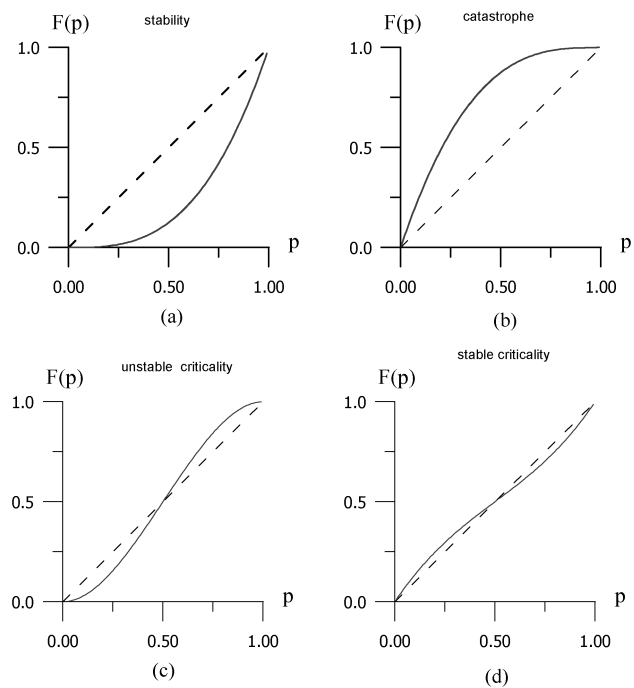 F(p) stability
1.0
0.5
0.0
p
0.00 0.50 1.00
(a)
F(p) catastrophe
1.0
0.5
0.0
p
0.00 0.50 1.00
(b)
F(p) unstable criticality
1.0
0.5
0.0
p
0.00 0.50 1.00
(c)
F(p) stable criticality
1.0
0.5
0.0
p
0.00 0.50 1.00
(d)